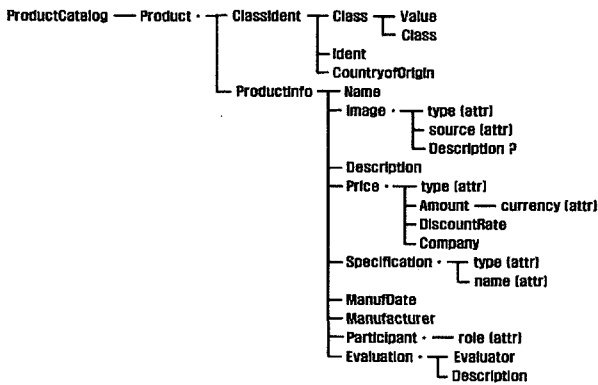 ProductCatalog Product * ClassIdent Class Value
Class
Ident
CountryofOrigin
ProductInfo Name
Image * type (attr)
source (attr)
Description ?
Description
Price * type (attr)
Amount currency (attr)
DiscountRate
Company
Specification * type (attr)
name (attr)
ManufDate
Manufacturer
Participant * role (attr)
Evaluation * Evaluator
Description